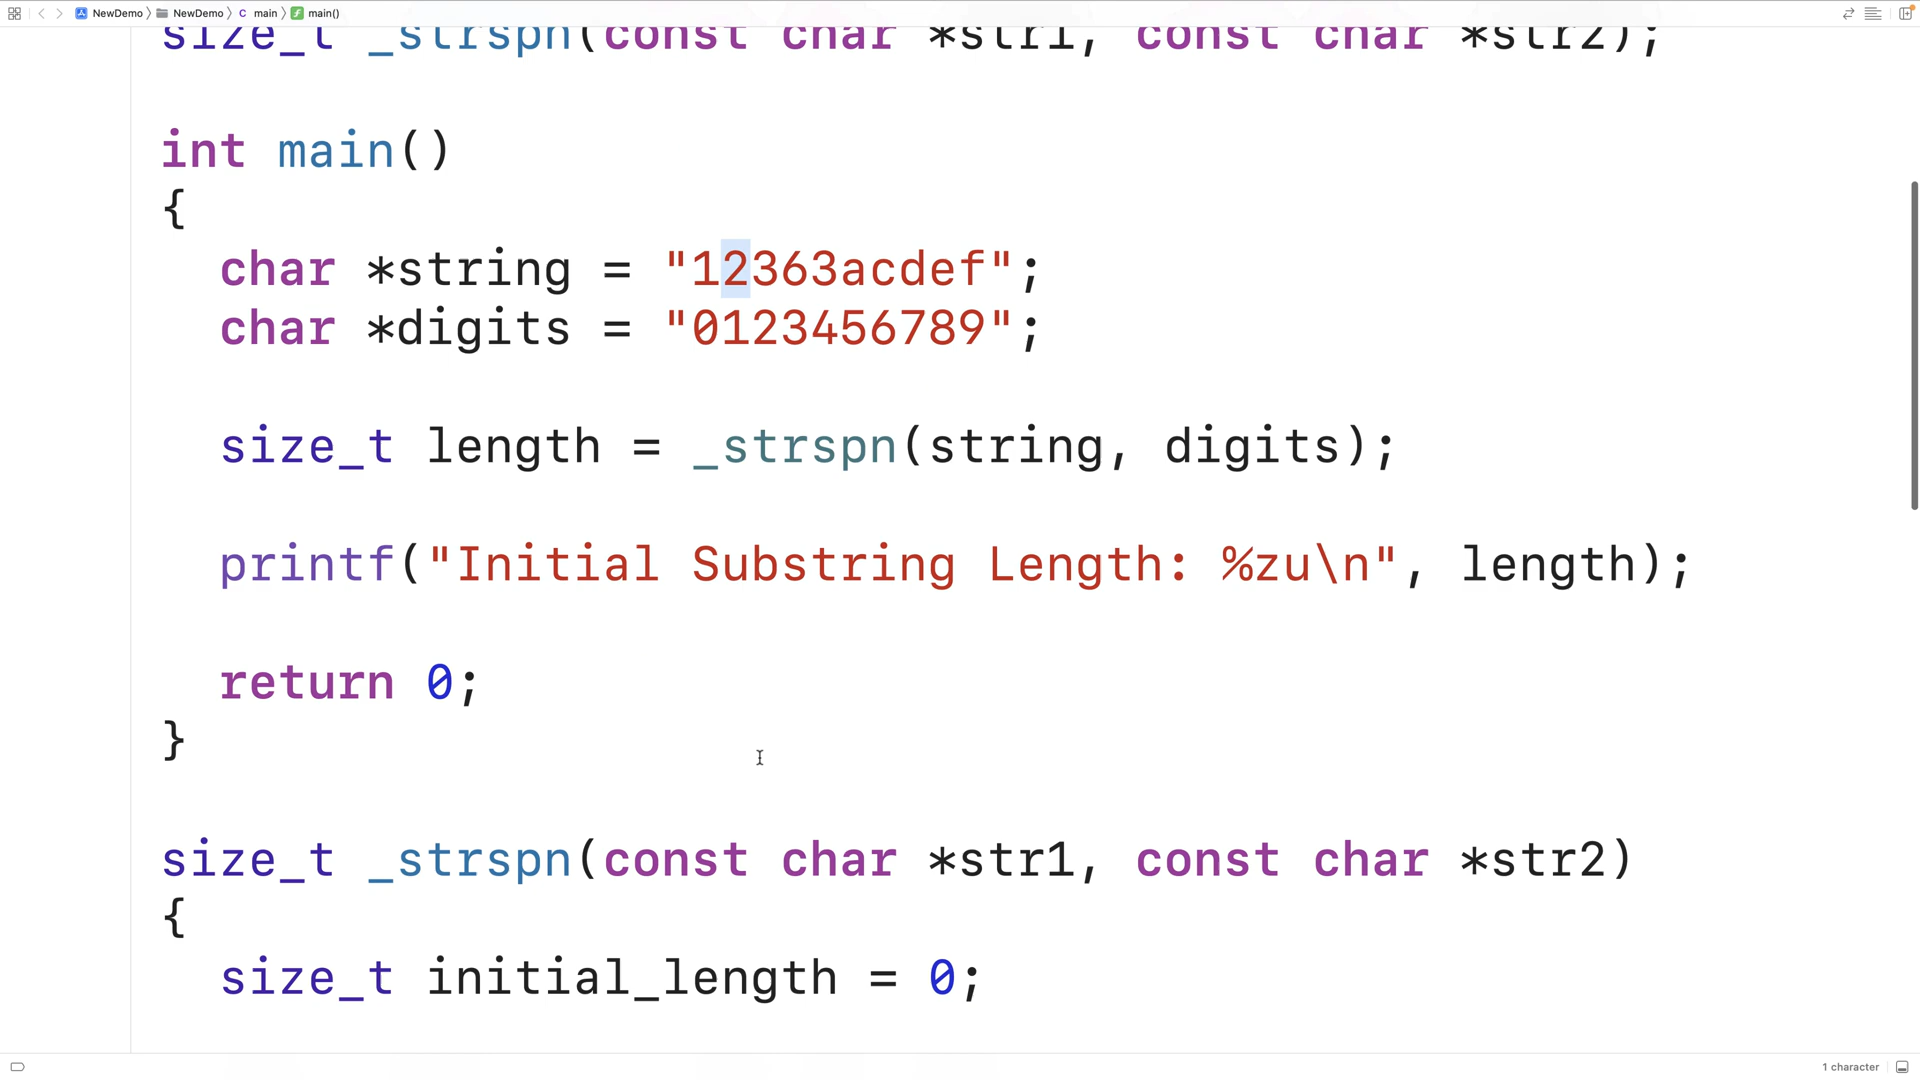 NewDemo NewDemo C main f main()
size_t _strspn(const char *str1, const char *str2);
int main()
{
char *string = "12363acdef";
char *digits = "0123456789";
size_t length = _strspn(string, digits);
printf("Initial Substring Length: %zu\n", length);
return 0;
}
size_t _strspn(const char *str1, const char *str2)
{
size_t initial_length = 0;
1 character